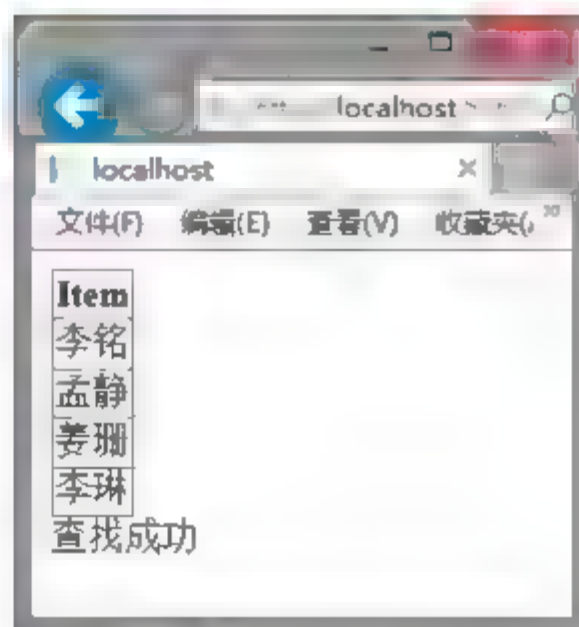 localhost
localhost ×
文件(F) 编辑(E) 查看(V) 收藏夹(
Item
李铭
孟静
姜珊
李琳
查找成功